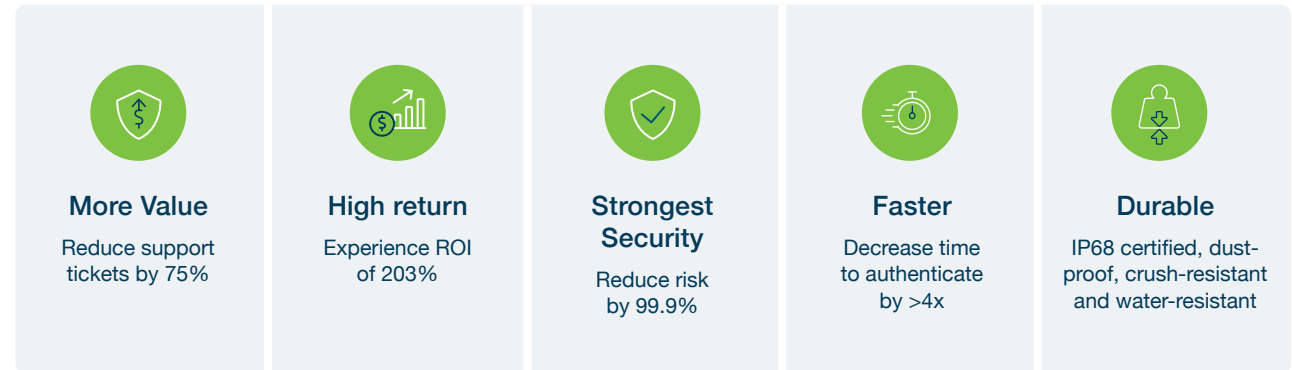 More Value
Reduce support
tickets by 75%
High return
Experience ROI
of 203%
Strongest
Security
Reduce risk
by 99.9%
Faster
Decrease time
to authenticate
by >4x
Durable
IP68 certified, dust-
proof, crush-resistant
and water-resistant